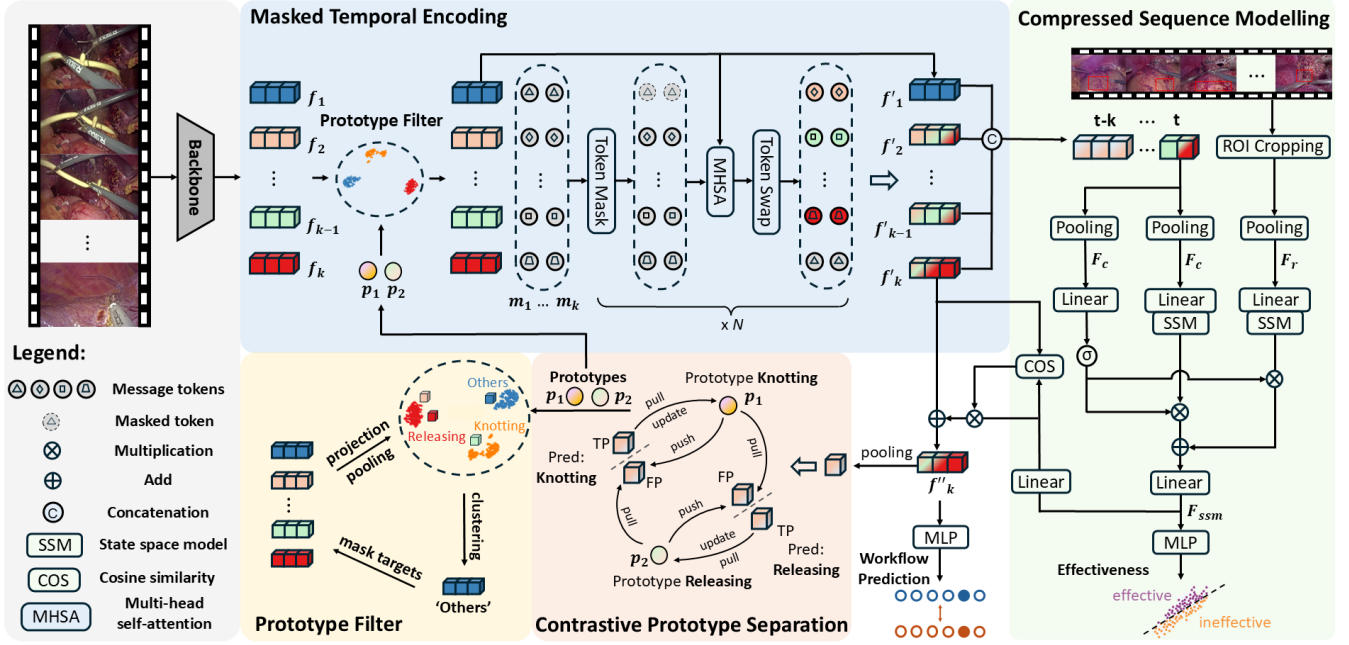 Masked Temporal Encoding
Compressed Sequence Modelling
Backbone
f1
f2
⋮
fk−1
fk
Prototype Filter
p1 p2
m1 ... mk
Token Mask
MHSA
Token Swap
x N
f′1
f′2
⋮
f′k−1
f′k
C
t-k ... t
ROI Cropping
Pooling
Pooling
Pooling
Fc
Fc
Fr
Linear
Linear
SSM
Linear
SSM
σ
COS
Linear
Linear
Fssm
MLP
Effectiveness
effective
ineffective
Legend:
Message tokens
Masked token
Multiplication
Add
C Concatenation
SSM State space model
COS Cosine similarity
MHSA Multi-head
self-attention
Others
Releasing
Knotting
projection
pooling
clustering
mask targets
'Others'
Prototype Filter
Prototypes
p1 p2
Prototype Knotting
p1
pull
update
push
pull
TP
Pred:
Knotting
FP
FP
pull
push
TP
update
pull
Pred:
Releasing
p2
Prototype Releasing
Contrastive Prototype Separation
pooling
f′′k
MLP
Workflow
Prediction